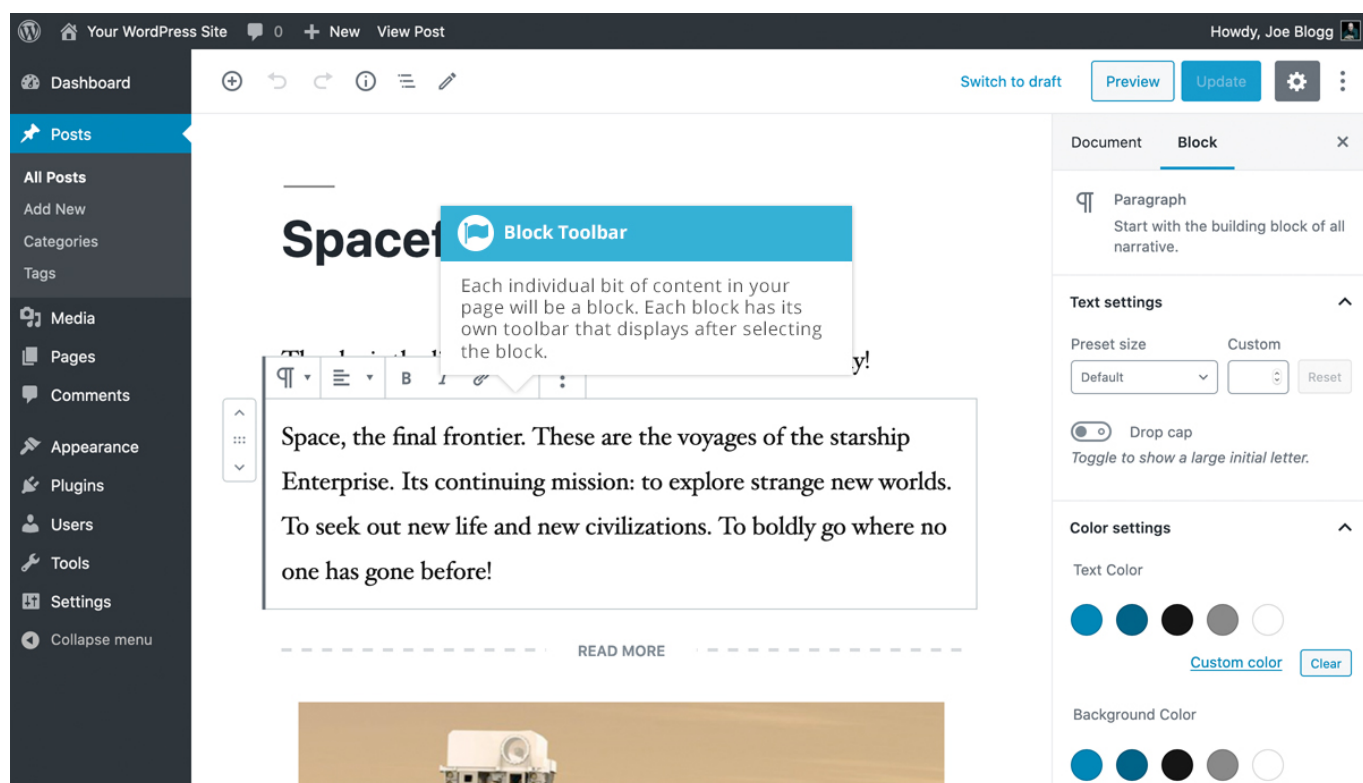 Your WordPress Site 0 New View Post Howdy, Joe Blogg
Dashboard
Posts
All Posts
Add New
Categories
Tags
Media
Pages
Comments
Appearance
Plugins
Users
Tools
Settings
Collapse menu
Switch to draft Preview Update
Block Toolbar
Each individual bit of content in your
page will be a block. Each block has its
own toolbar that displays after selecting
the block.
B I
Space, the final frontier. These are the voyages of the starship
Enterprise. Its continuing mission: to explore strange new worlds.
To seek out new life and new civilizations. To boldly go where no
one has gone before!
READ MORE
Document Block
Paragraph
Start with the building block of all
narrative.
Text settings
Preset size Custom
Default Reset
Drop cap
Toggle to show a large initial letter.
Color settings
Text Color
Custom color Clear
Background Color